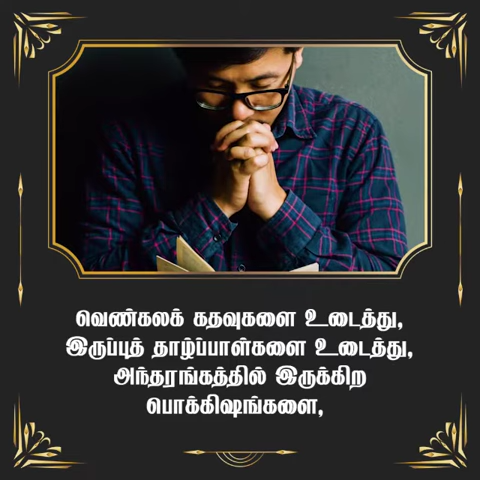 வெண்கலக் கதவுகளை உடைத்து,
இருப்புத் தாழ்ப்பாள்களை உடைத்து,
அந்தரங்கத்தில் இருக்கிற
பொக்கிஷங்களை,